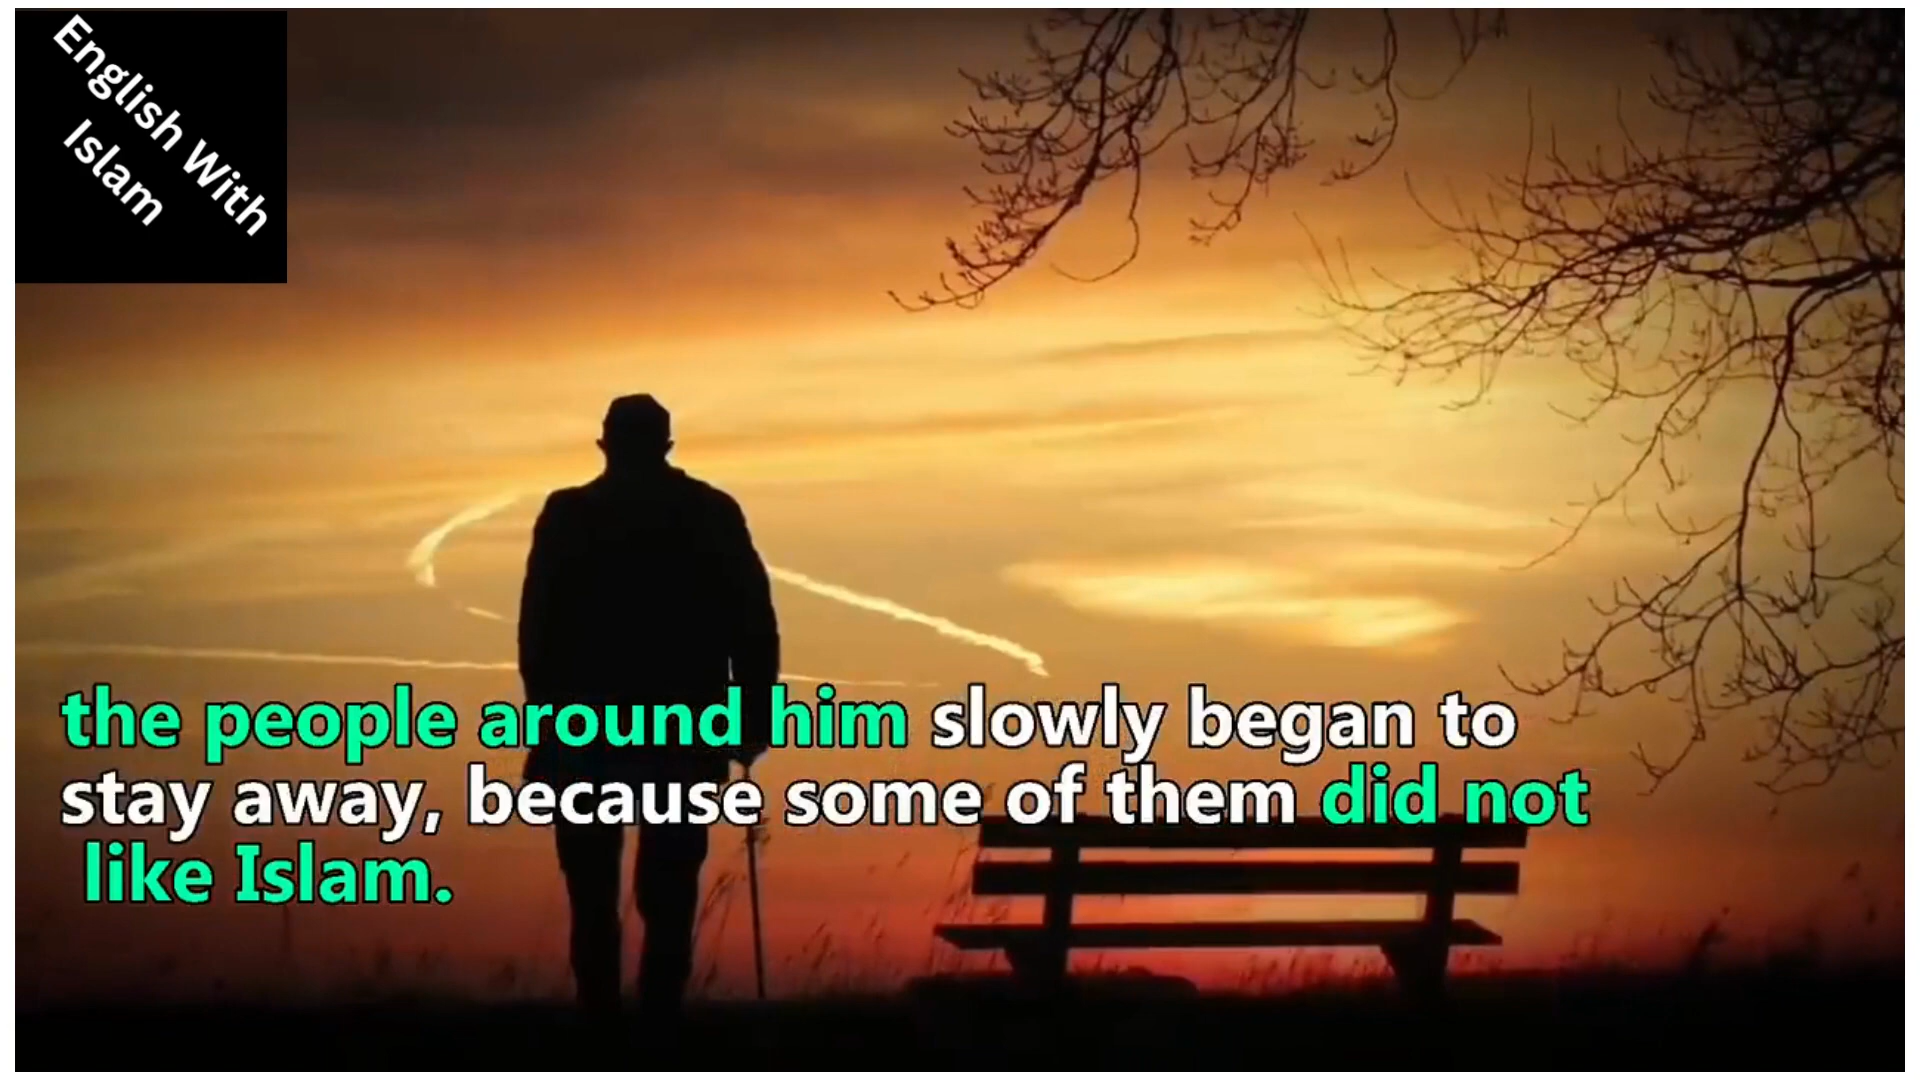 English With
Islam
the people around him slowly began to
stay away, because some of them did not
like Islam.